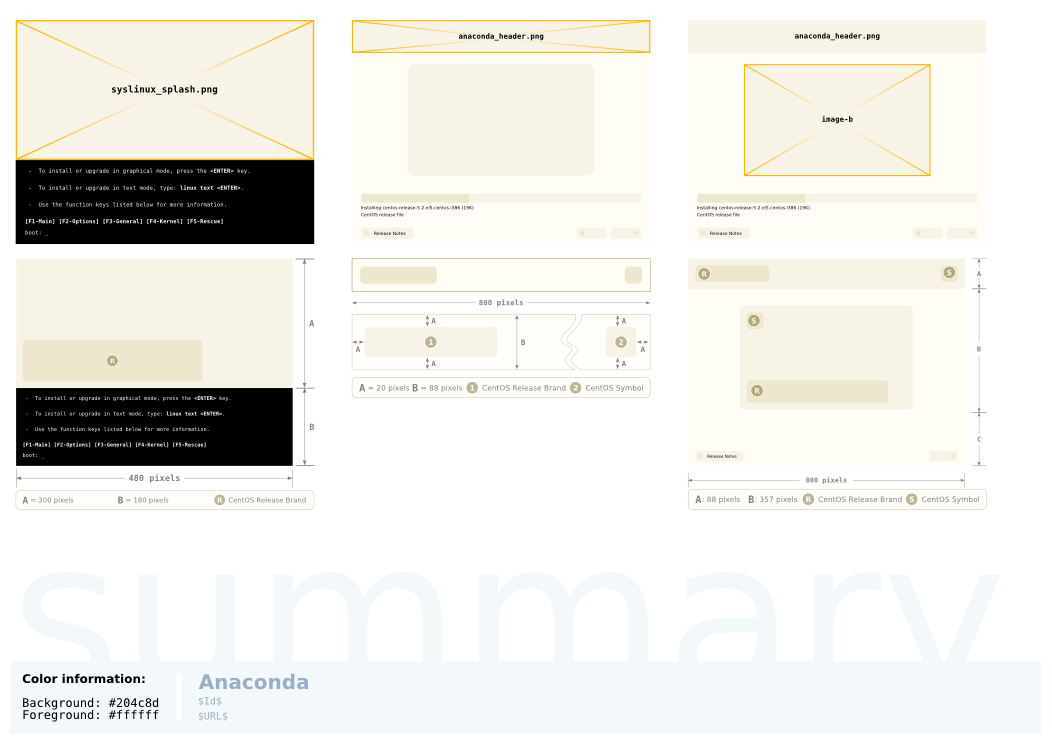 syslinux_splash.png
- To install or upgrade in graphical mode, press the <ENTER> key.
- To install or upgrade in text mode, type: linux text <ENTER>.
- Use the function keys listed below for more information.
[F1-Main] [F2-Options] [F3-General] [F4-Kernel] [F5-Rescue]
boot: _
anaconda_header.png
Installing centos-release-5-2.el5.centos.i386 (19K)
CentOS release file
Release Notes
anaconda_header.png
image-b
Installing centos-release-5-2.el5.centos.i386 (19K)
CentOS release file
Release Notes
R
- To install or upgrade in graphical mode, press the <ENTER> key.
- To install or upgrade in text mode, type: linux text <ENTER>.
- Use the function keys listed below for more information.
[F1-Main] [F2-Options] [F3-General] [F4-Kernel] [F5-Rescue]
boot: _
A
B
480 pixels
A = 300 pixels B = 180 pixels R CentOS Release Brand
800 pixels
A A
A 1 B 2 A
A A
A = 20 pixels B = 88 pixels 1 CentOS Release Brand 2 CentOS Symbol
R S A
S
B
R
C
Release Notes
800 pixels
A: 88 pixels B: 357 pixels R CentOS Release Brand S CentOS Symbol
summary
Color information:
Background: #204c8d
Foreground: #ffffff
Anaconda
$Id$
$URL$